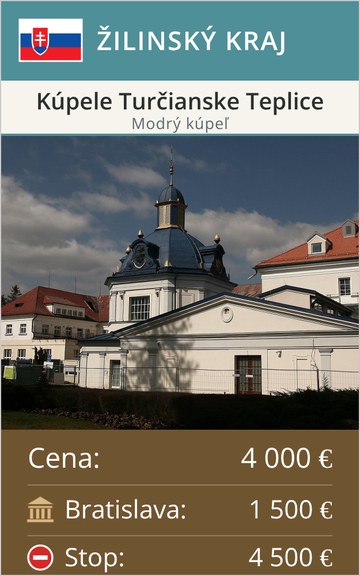 ŽILINSKÝ KRAJ
Kúpele Turčianske Teplice
Modrý kúpeľ
Cena: 4 000 €
Bratislava: 1 500 €
Stop: 4 500 €